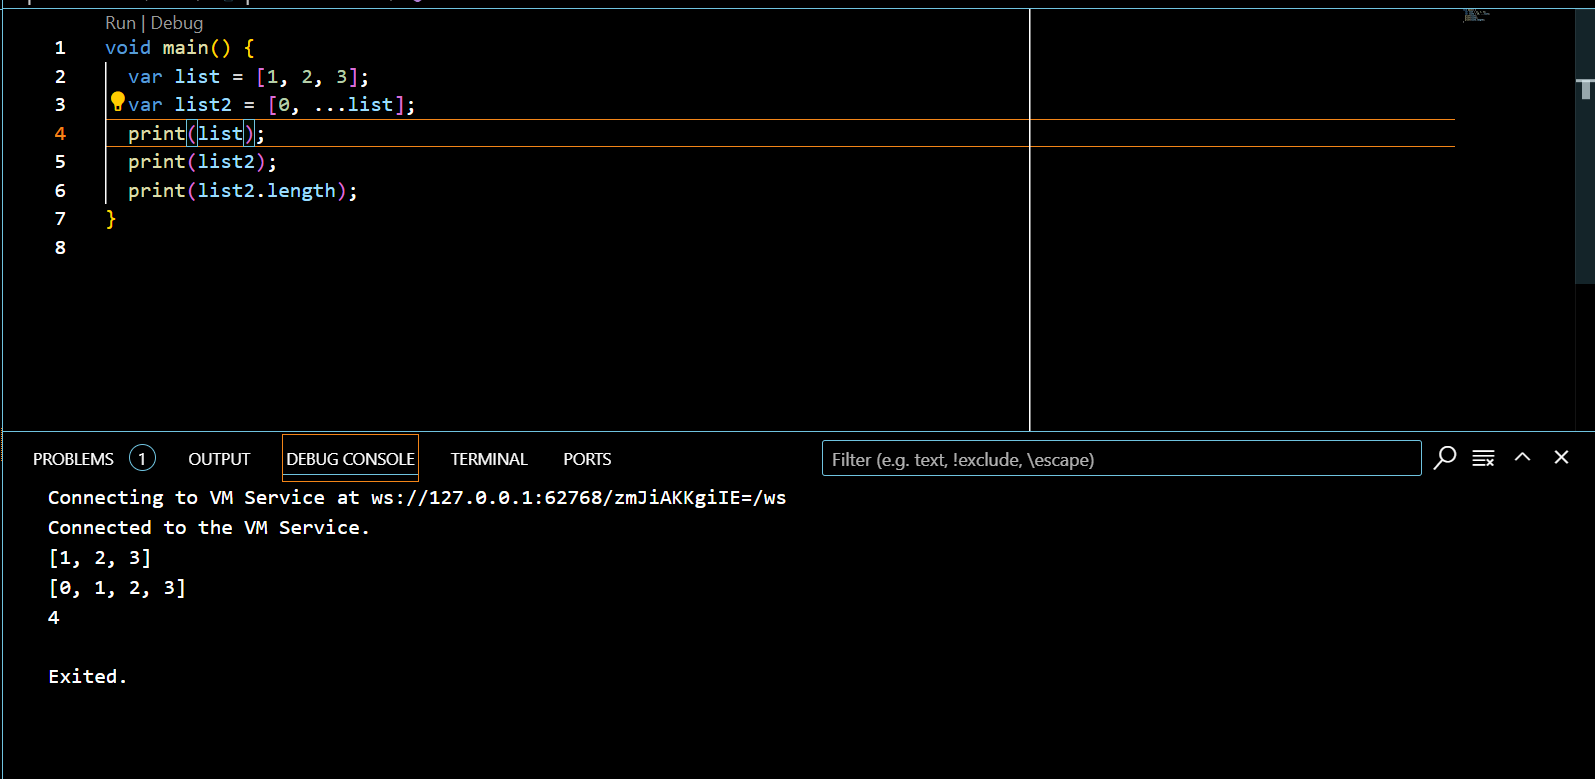 Run | Debug
1 void main() {
2   var list = [1, 2, 3];
3   var list2 = [0, ...list];
4   print(list);
5   print(list2);
6   print(list2.length);
7 }
8
PROBLEMS 1 OUTPUT DEBUG CONSOLE TERMINAL PORTS Filter (e.g. text, !exclude, \escape)
Connecting to VM Service at ws://127.0.0.1:62768/zmJiAKKgiIE=/ws
Connected to the VM Service.
[1, 2, 3]
[0, 1, 2, 3]
4
Exited.